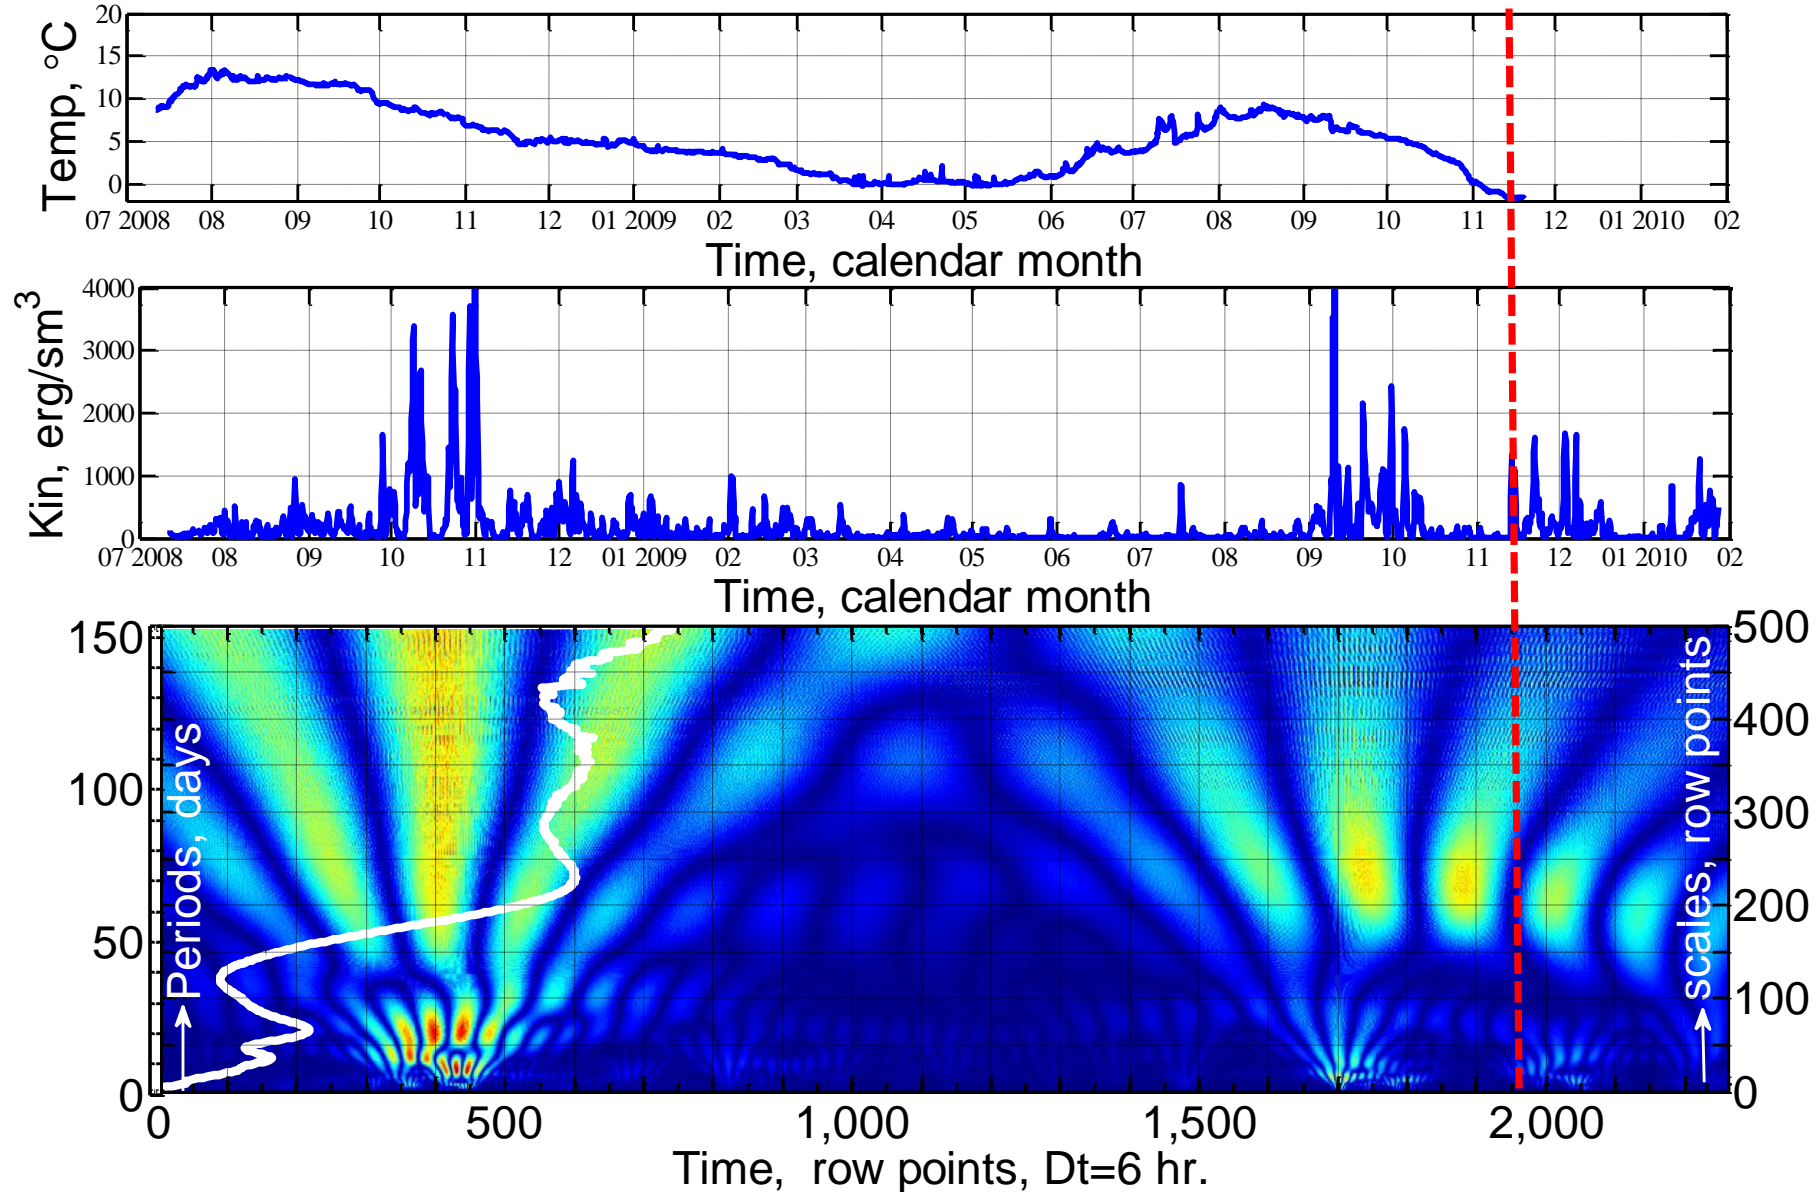 20
15
10
5
0
Temp, °C
07 2008 08 09 10 11 12 01 2009 02 03 04 05 06 07 08 09 10 11 12 01 2010 02
Time, calendar month
4000
3000
2000
1000
0
Kin, erg/sm³
07 2008 08 09 10 11 12 01 2009 02 03 04 05 06 07 08 09 10 11 12 01 2010 02
Time, calendar month
150
100
50
0
Periods, days
500
400
300
200
100
0
scales, row points
0 500 1,000 1,500 2,000
Time, row points, Dt=6 hr.